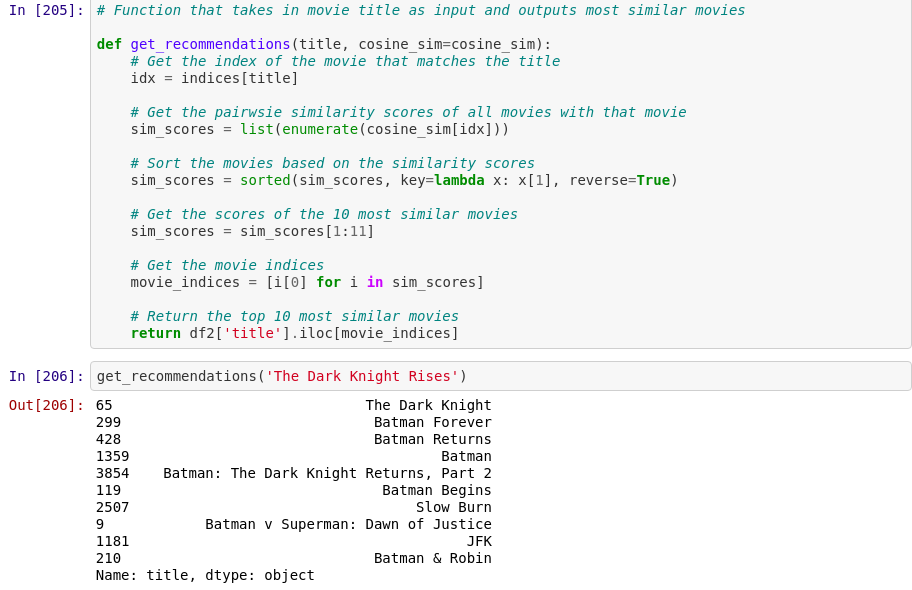 In [205]: # Function that takes in movie title as input and outputs most similar movies
def get_recommendations(title, cosine_sim=cosine_sim):
    # Get the index of the movie that matches the title
    idx = indices[title]
    # Get the pairwsie similarity scores of all movies with that movie
    sim_scores = list(enumerate(cosine_sim[idx]))
    # Sort the movies based on the similarity scores
    sim_scores = sorted(sim_scores, key=lambda x: x[1], reverse=True)
    # Get the scores of the 10 most similar movies
    sim_scores = sim_scores[1:11]
    # Get the movie indices
    movie_indices = [i[0] for i in sim_scores]
    # Return the top 10 most similar movies
    return df2['title'].iloc[movie_indices]
In [206]: get_recommendations('The Dark Knight Rises')
Out[206]: 65                              The Dark Knight
299                              Batman Forever
428                              Batman Returns
1359                                     Batman
3854    Batman: The Dark Knight Returns, Part 2
119                               Batman Begins
2507                                  Slow Burn
9            Batman v Superman: Dawn of Justice
1181                                        JFK
210                              Batman & Robin
Name: title, dtype: object